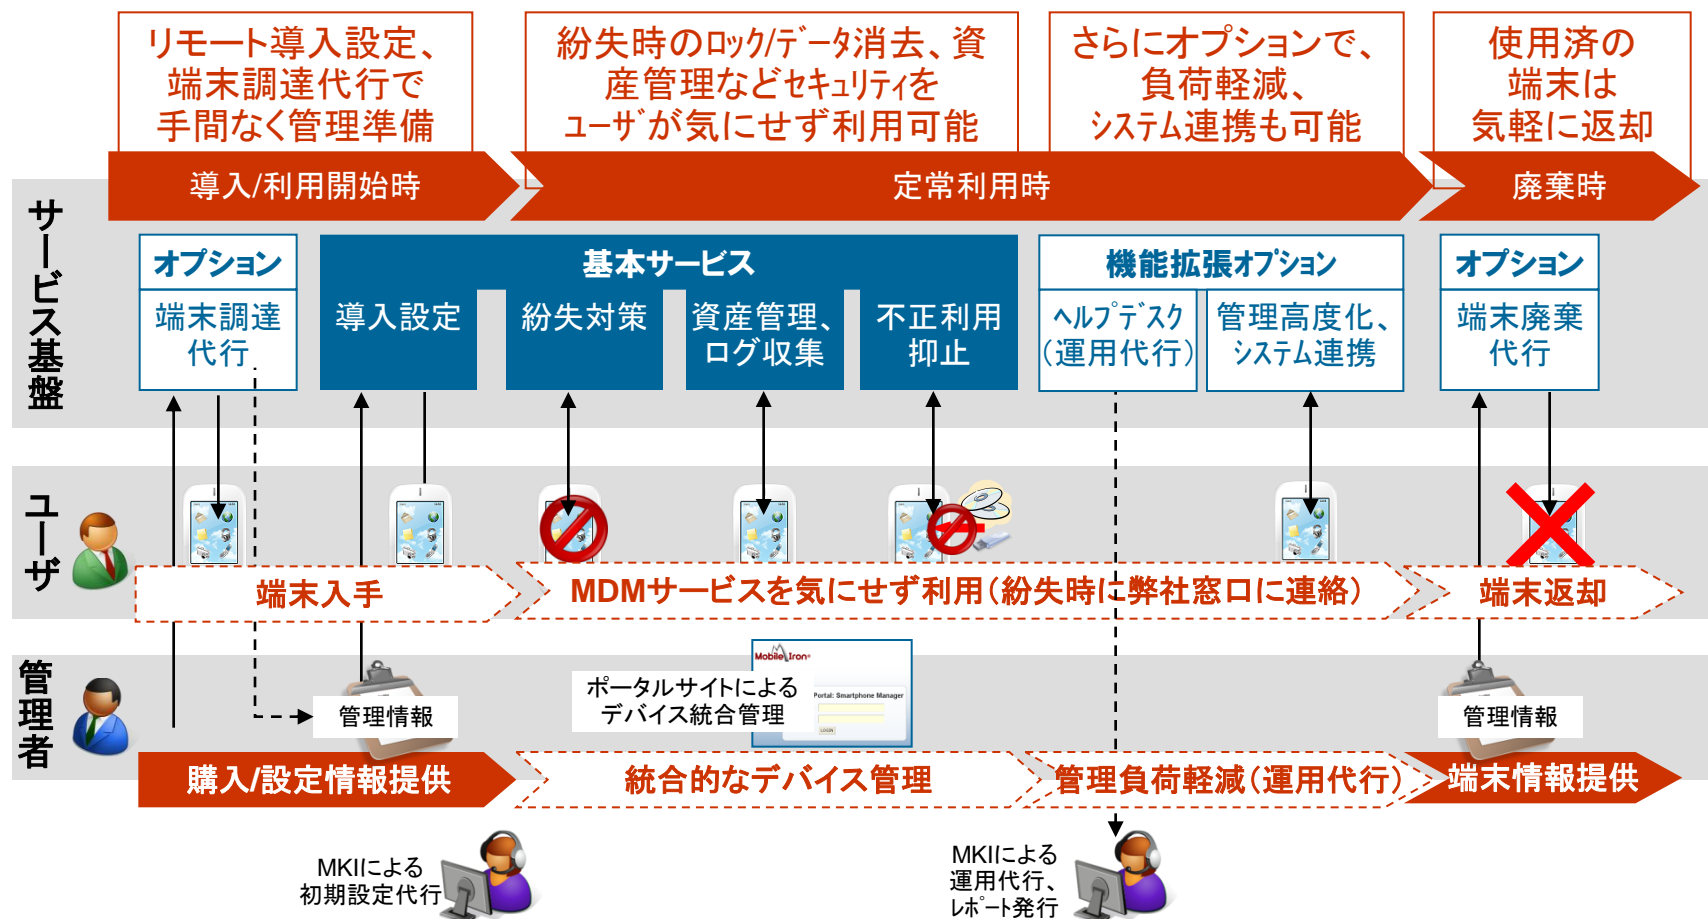 リモート導入設定、
端末調達代行で
手間なく管理準備
紛失時のﾛｯｸ/ﾃﾞｰﾀ消去、資
産管理などｾｷｭﾘﾃｨを
ﾕｰｻﾞが気にせず利用可能
さらにオプションで、
負荷軽減、
ｼｽﾃﾑ連携も可能
使用済の
端末は
気軽に返却
導入/利用開始時
定常利用時
廃棄時
サービス基盤
オプション
端末調達
代行
基本サービス
導入設定
紛失対策
資産管理、
ログ収集
不正利用
抑止
機能拡張ｵﾌﾟｼｮﾝ
ﾍﾙﾌﾟﾃﾞｽｸ
(運用代行)
管理高度化、
ｼｽﾃﾑ連携
オプション
端末廃棄
代行
ユーザ
端末入手
MDMサービスを気にせず利用(紛失時に弊社窓口に連絡)
端末返却
管理者
管理情報
MobileIron®
ポータルサイトによる
デバイス統合管理
Portal: Smartphone Manager
LOGIN
管理情報
購入/設定情報提供
統合的なデバイス管理
管理負荷軽減(運用代行)
端末情報提供
MKIによる
初期設定代行
MKIによる
運用代行、
ﾚﾎﾟｰﾄ発行